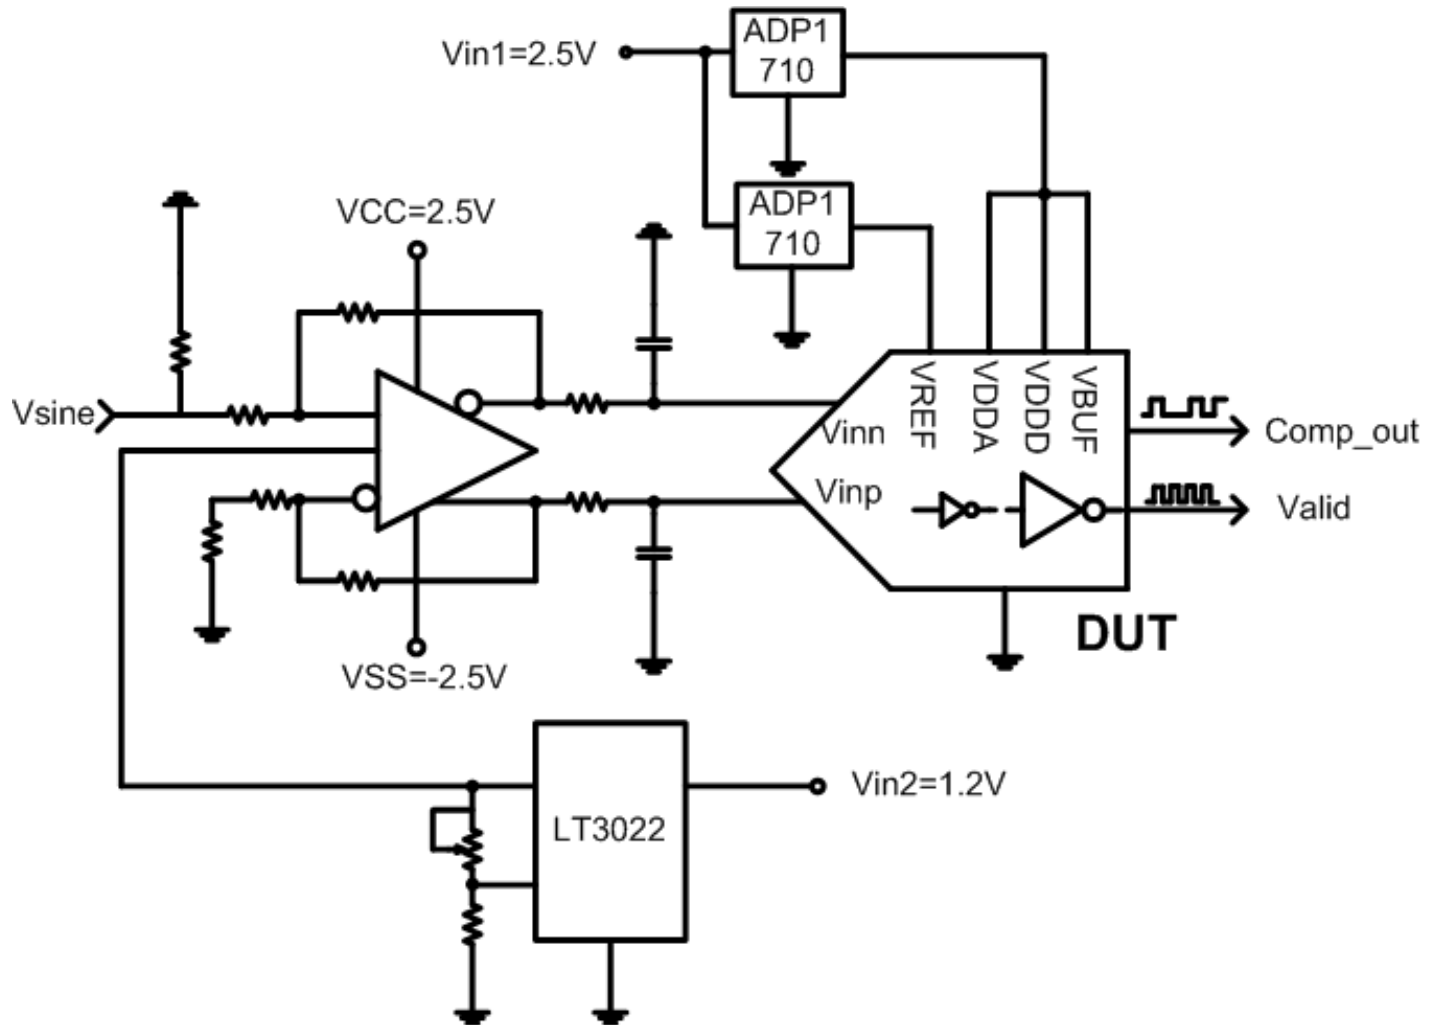 ADP1
710
Vin1=2.5V
ADP1
710
VCC=2.5V
Vsine
VREF
VDDA
VDDD
VBUF
Vinn
Vinp
Comp_out
Valid
DUT
VSS=-2.5V
Vin2=1.2V
LT3022